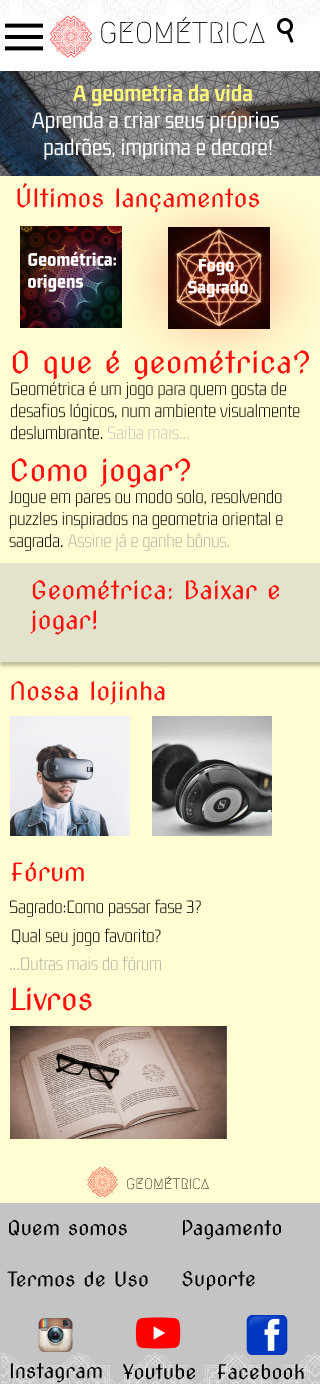 GEOMÉTRICA
A geometria da vida
Aprenda a criar seus próprios
padrões, imprima e decore!
Últimos lançamentos
Geométrica:
origens
Fogo
Sagrado
O que é geométrica?
Geométrica é um jogo para quem gosta de
desafios lógicos, num ambiente visualmente
deslumbrante. Saiba mais...
Como jogar?
Jogue em pares ou modo solo, resolvendo
puzzles inspirados na geometria oriental e
sagrada. Assine já e ganhe bônus.
Geométrica: Baixar e
jogar!
Nossa lojinha
Fórum
Sagrado:Como passar fase 3?
Qual seu jogo favorito?
...Outras mais do fórum
Livros
GEOMÉTRICA
Quem somos Pagamento
Termos de Uso Suporte
Instagram Youtube Facebook